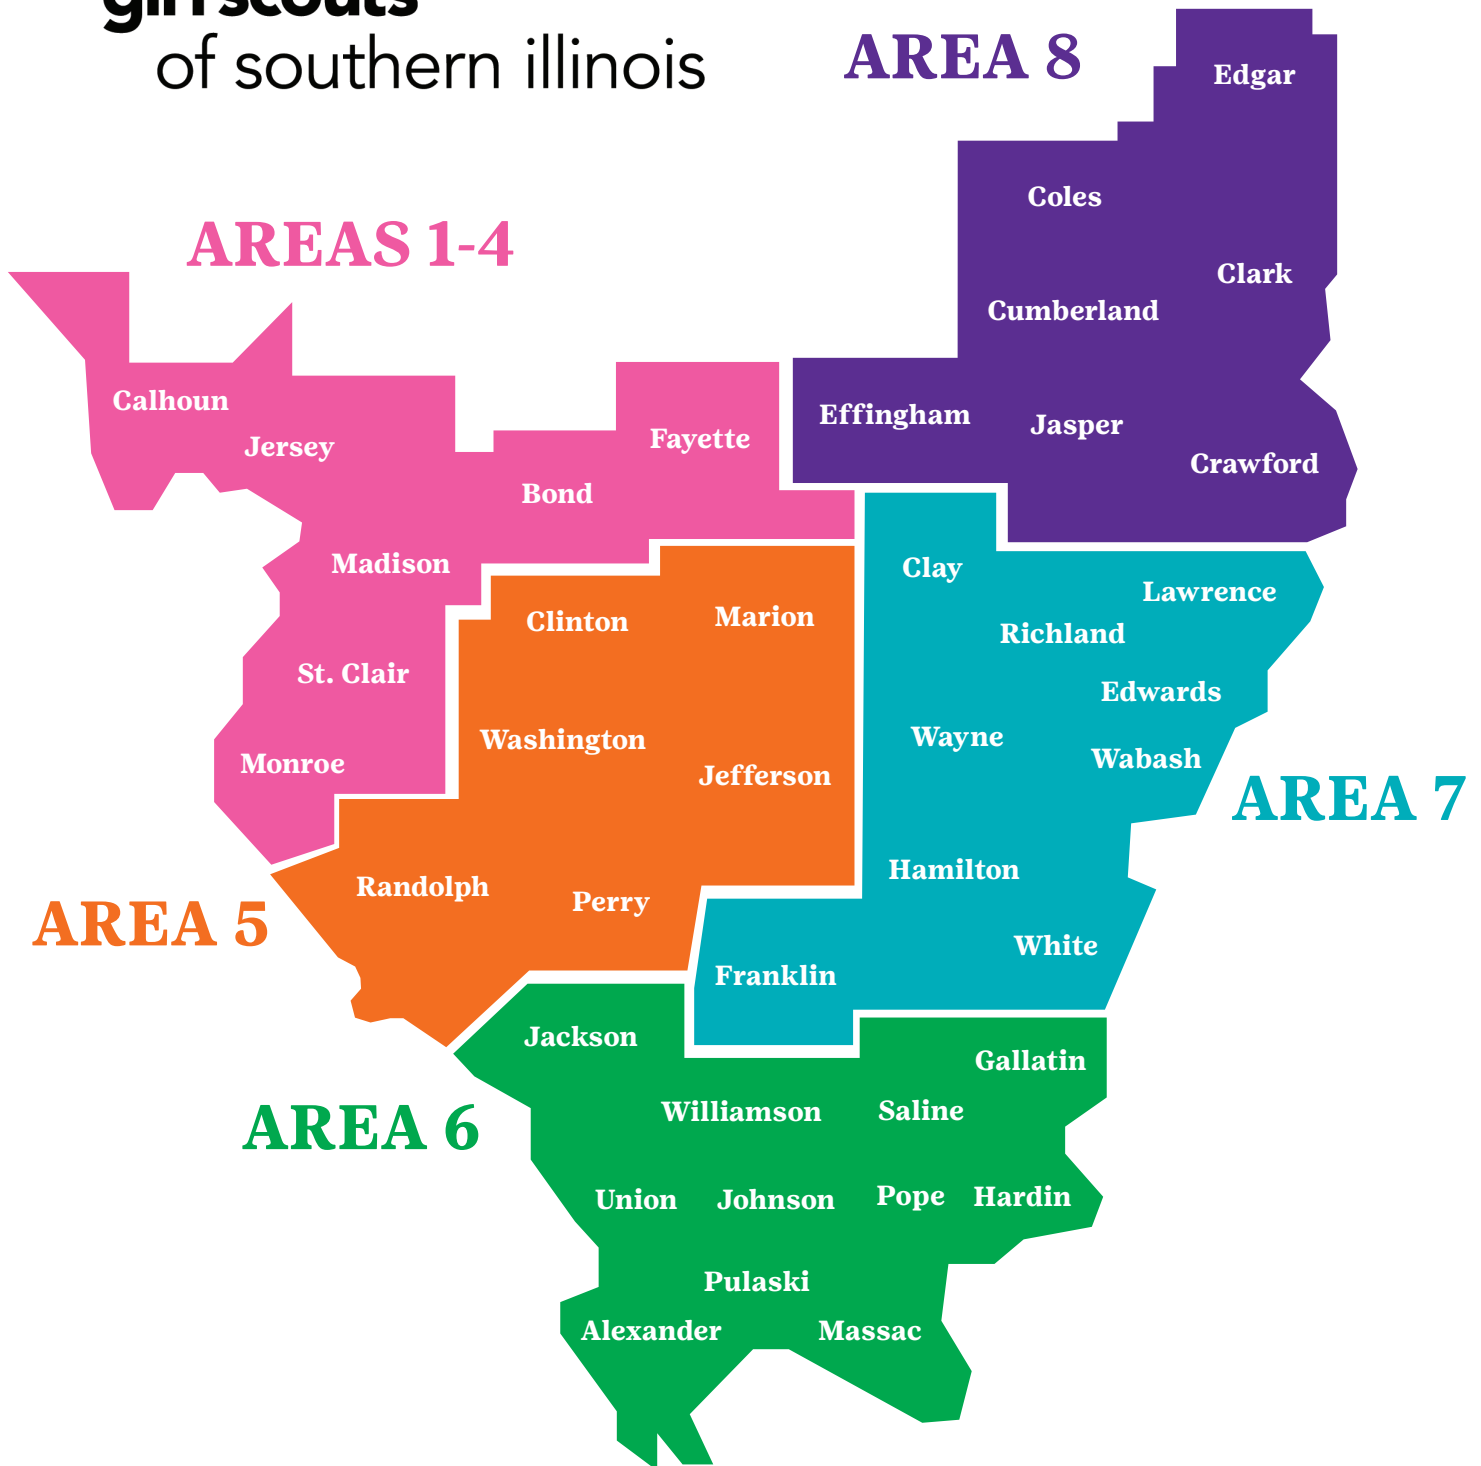 girl scouts
of southern illinois
AREA 8
Edgar
Coles
Clark
Cumberland
Effingham
Jasper
Crawford
AREAS 1-4
Calhoun
Jersey
Fayette
Bond
Madison
St. Clair
Monroe
Clinton
Marion
Washington
Jefferson
Randolph
Perry
AREA 5
Clay
Lawrence
Richland
Edwards
Wayne
Wabash
AREA 7
Hamilton
White
Franklin
Jackson
Gallatin
AREA 6
Williamson
Saline
Union
Johnson
Pope
Hardin
Pulaski
Alexander
Massac